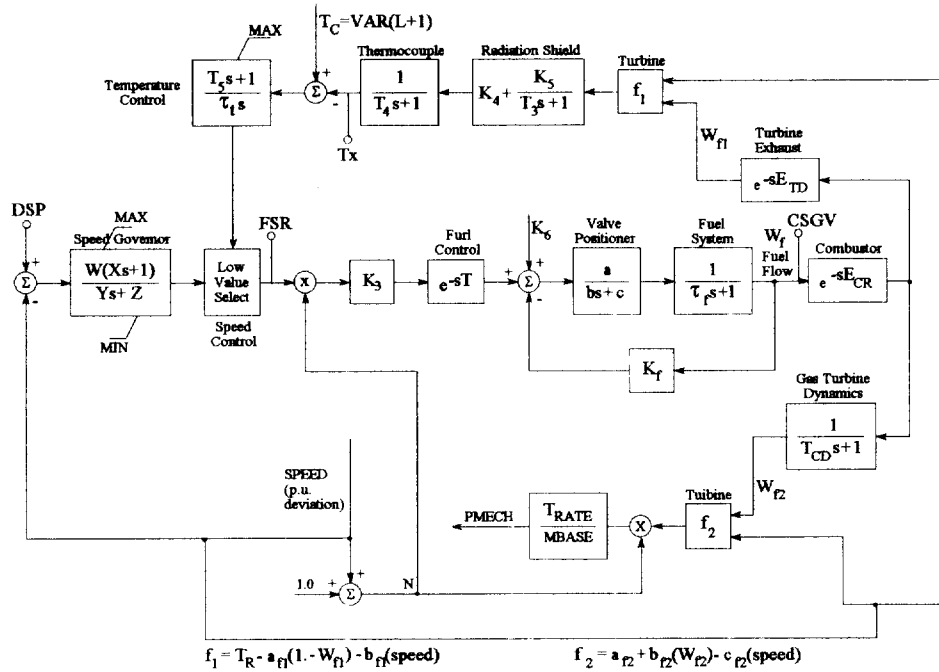 T_C=VAR(L+1)
MAX
Temperature Control
T_5 s+1
τ_t s
Σ
+
-
Tx
Thermocouple
1
T_4 s+1
Radiation Shield
K_4 + K_5
T_3 s+1
Turbine
f_1
W_f1
Turbine Exhaust
e^-sE_TD
DSP
+
Σ
-
MAX
Speed Governor
W(Xs+1)
Ys+ Z
MIN
FSR
Low Value Select
Speed Control
X
K_3
Furl Control
e^-sT
K_6
+
+
Σ
-
Valve Positioner
a
bs + c
Fuel System
1
τ_f s+1
W_f
Fuel Flow
CSGV
Combustor
e^-sE_CR
K_f
Gas Turbine Dynamics
1
T_CD s+1
W_f2
Tuibine
f_2
X
T_RATE
MBASE
PMECH
SPEED
(p.u.
deviation)
1.0
+
+
Σ
N
f_1 = T_R - a_f1(1.-W_f1) - b_f1(speed)
f_2 = a_f2 + b_f2(W_f2) - c_f2(speed)